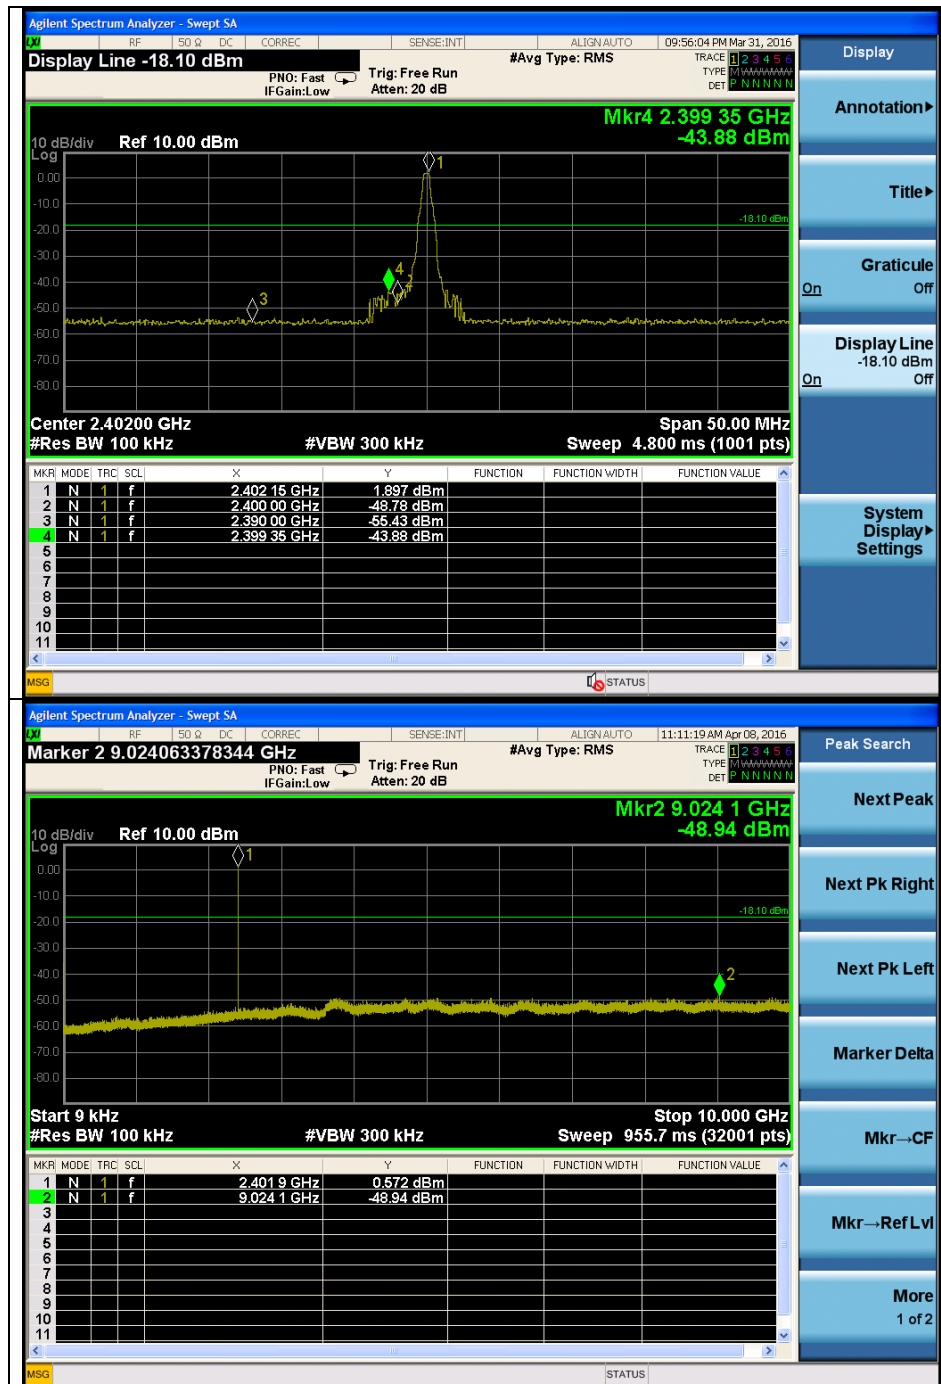 Agilent Spectrum Analyzer - Swept SA
LXI RF 50 Ω DC CORREC SENSE:INT ALIGN AUTO 09:56:04 PM Mar 31, 2016
Display Line -18.10 dBm
PNO: Fast
IFGain:Low
Trig: Free Run
Atten: 20 dB
#Avg Type: RMS
TRACE 1 2 3 4 5 6
TYPE M
DET P N N N N N
Mkr4 2.399 35 GHz
-43.88 dBm
10 dB/div Ref 10.00 dBm
Log
0.00
-10.0
-20.0
-30.0
-40.0
-50.0
-60.0
-70.0
-80.0
1
-18.10 dBm
4
2
3
Center 2.40200 GHz Span 50.00 MHz
#Res BW 100 kHz #VBW 300 kHz Sweep 4.800 ms (1001 pts)
MKR MODE TRC SCL X Y FUNCTION FUNCTION WIDTH FUNCTION VALUE
1 N 1 f 2.402 15 GHz 1.897 dBm
2 N 1 f 2.400 00 GHz -48.78 dBm
3 N 1 f 2.390 00 GHz -55.43 dBm
4 N 1 f 2.399 35 GHz -43.88 dBm
5
6
7
8
9
10
11
MSG STATUS
Display
Annotation
Title
Graticule
On Off
Display Line
-18.10 dBm
On Off
System
Display
Settings
Agilent Spectrum Analyzer - Swept SA
LXI RF 50 Ω DC CORREC SENSE:INT ALIGN AUTO 11:11:19 AM Apr 08, 2016
Marker 2 9.024063378344 GHz
PNO: Fast
IFGain:Low
Trig: Free Run
Atten: 20 dB
#Avg Type: RMS
TRACE 1 2 3 4 5 6
TYPE M
DET P N N N N N
Mkr2 9.024 1 GHz
-48.94 dBm
10 dB/div Ref 10.00 dBm
Log
0.00
-10.0
-20.0
-30.0
-40.0
-50.0
-60.0
-70.0
-80.0
1
-18.10 dBm
2
Start 9 kHz Stop 10.000 GHz
#Res BW 100 kHz #VBW 300 kHz Sweep 955.7 ms (32001 pts)
MKR MODE TRC SCL X Y FUNCTION FUNCTION WIDTH FUNCTION VALUE
1 N 1 f 2.401 9 GHz 0.572 dBm
2 N 1 f 9.024 1 GHz -48.94 dBm
3
4
5
6
7
8
9
10
11
MSG STATUS
Peak Search
Next Peak
Next Pk Right
Next Pk Left
Marker Delta
Mkr→CF
Mkr→Ref Lvl
More
1 of 2